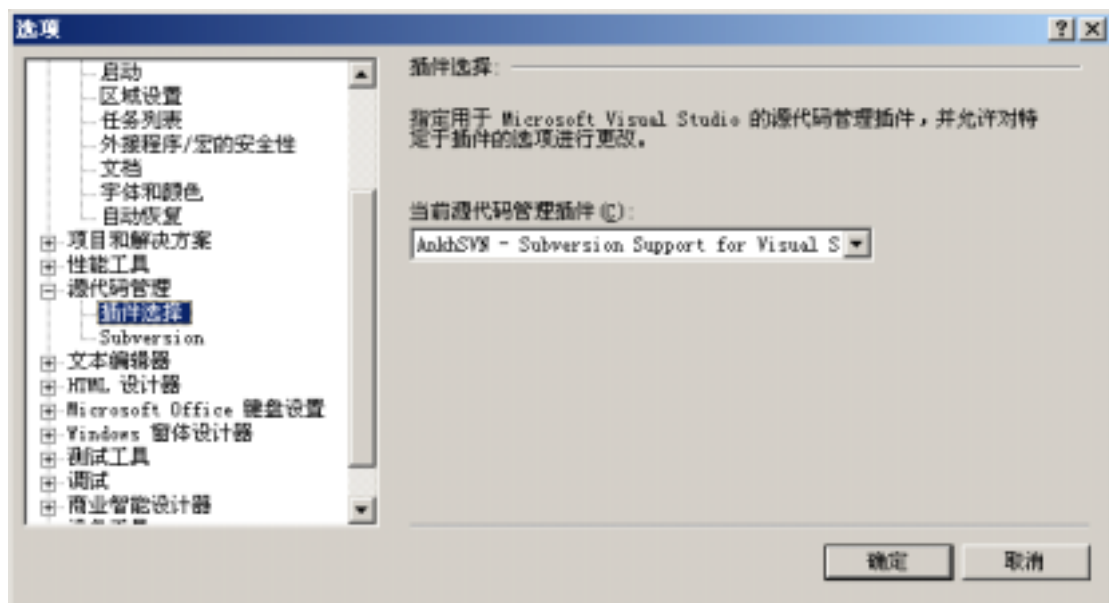 选项
启动
区域设置
任务列表
外接程序/宏的安全性
文档
字体和颜色
自动恢复
项目和解决方案
性能工具
源代码管理
插件选择
Subversion
文本编辑器
HTML 设计器
Microsoft Office 键盘设置
Windows 窗体设计器
测试工具
调试
商业智能设计器
插件选择:
指定用于 Microsoft Visual Studio 的源代码管理插件，并允许对特
定于插件的选项进行更改。
当前源代码管理插件(C):
AnkhSVN - Subversion Support for Visual S
确定
取消